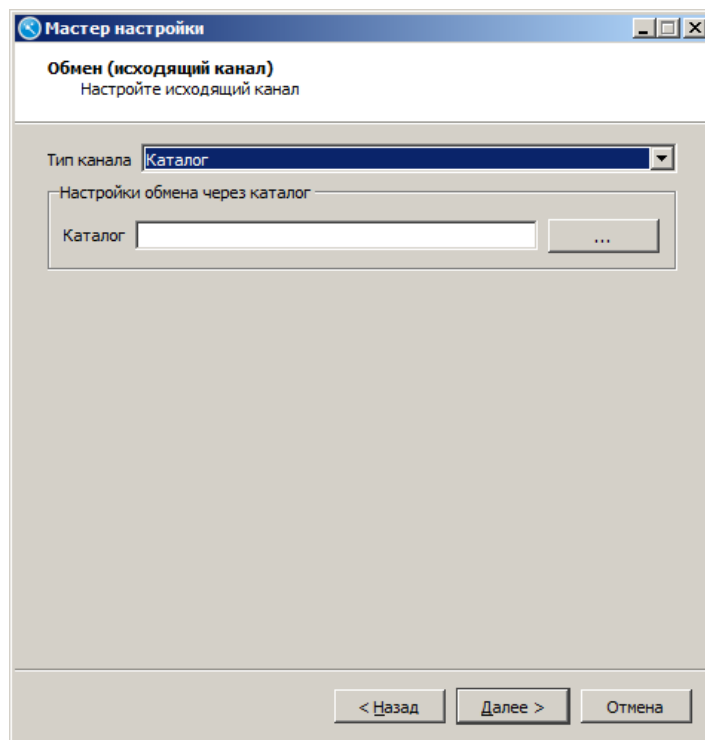 Мастер настройки
Обмен (исходящий канал)
Настройте исходящий канал
Тип канала Каталог
Настройки обмена через каталог
Каталог ...
< Назад Далее > Отмена